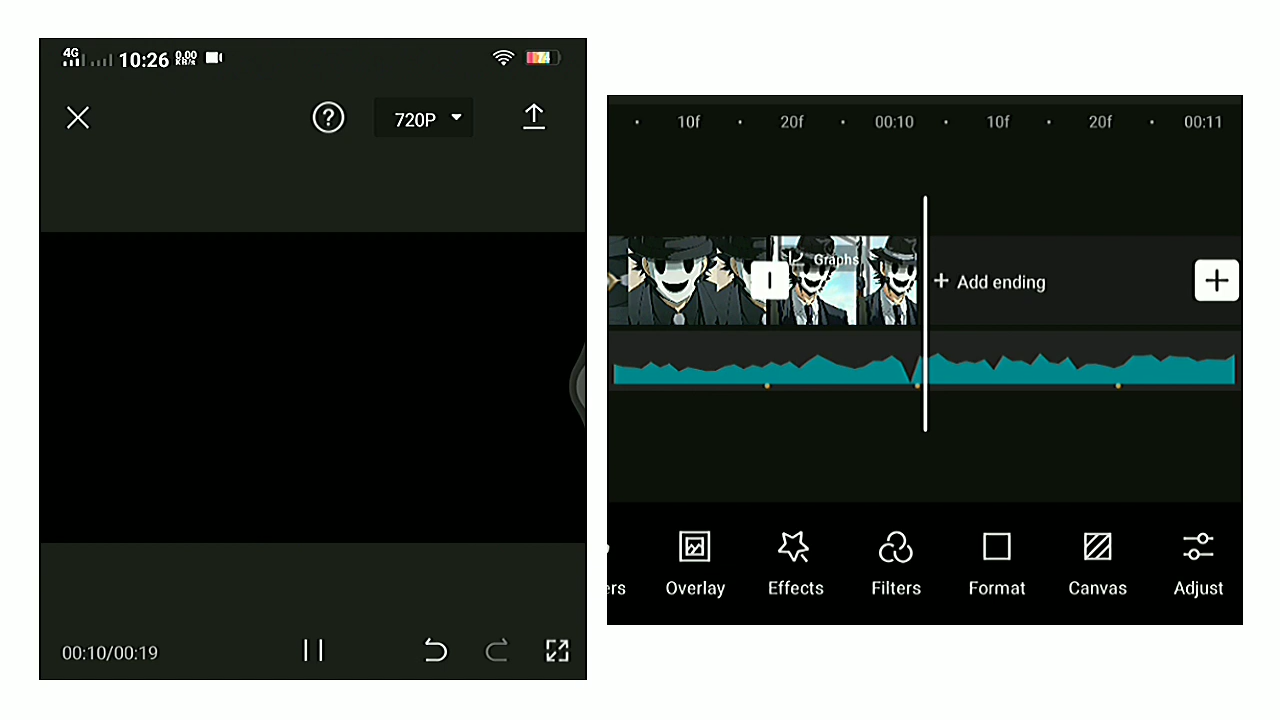 4G 10:26 0.00 KB/s 74
? 720P
00:10/00:19
10f 20f 00:10 10f 20f 00:11
Graphs
+ Add ending +
ers Overlay Effects Filters Format Canvas Adjust